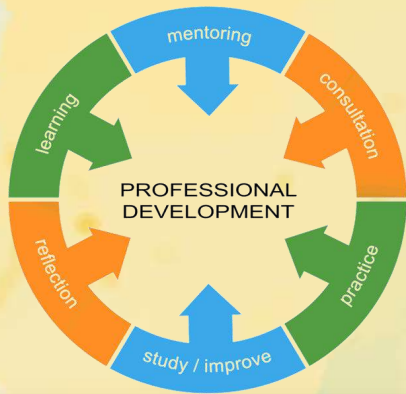 mentoring
consultation
practice
study / improve
reflection
learning
PROFESSIONAL
DEVELOPMENT